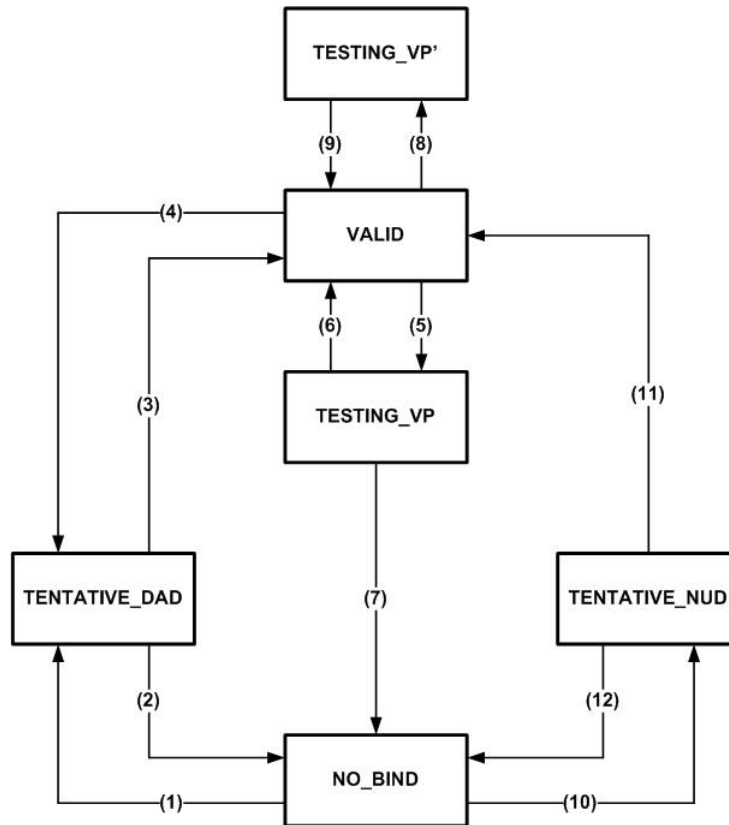 TESTING_VP’
(9)
(8)
(4)
VALID
(6)
(5)
(3)
TESTING_VP
(11)
TENTATIVE_DAD
(7)
TENTATIVE_NUD
(2)
(12)
NO_BIND
(1)
(10)